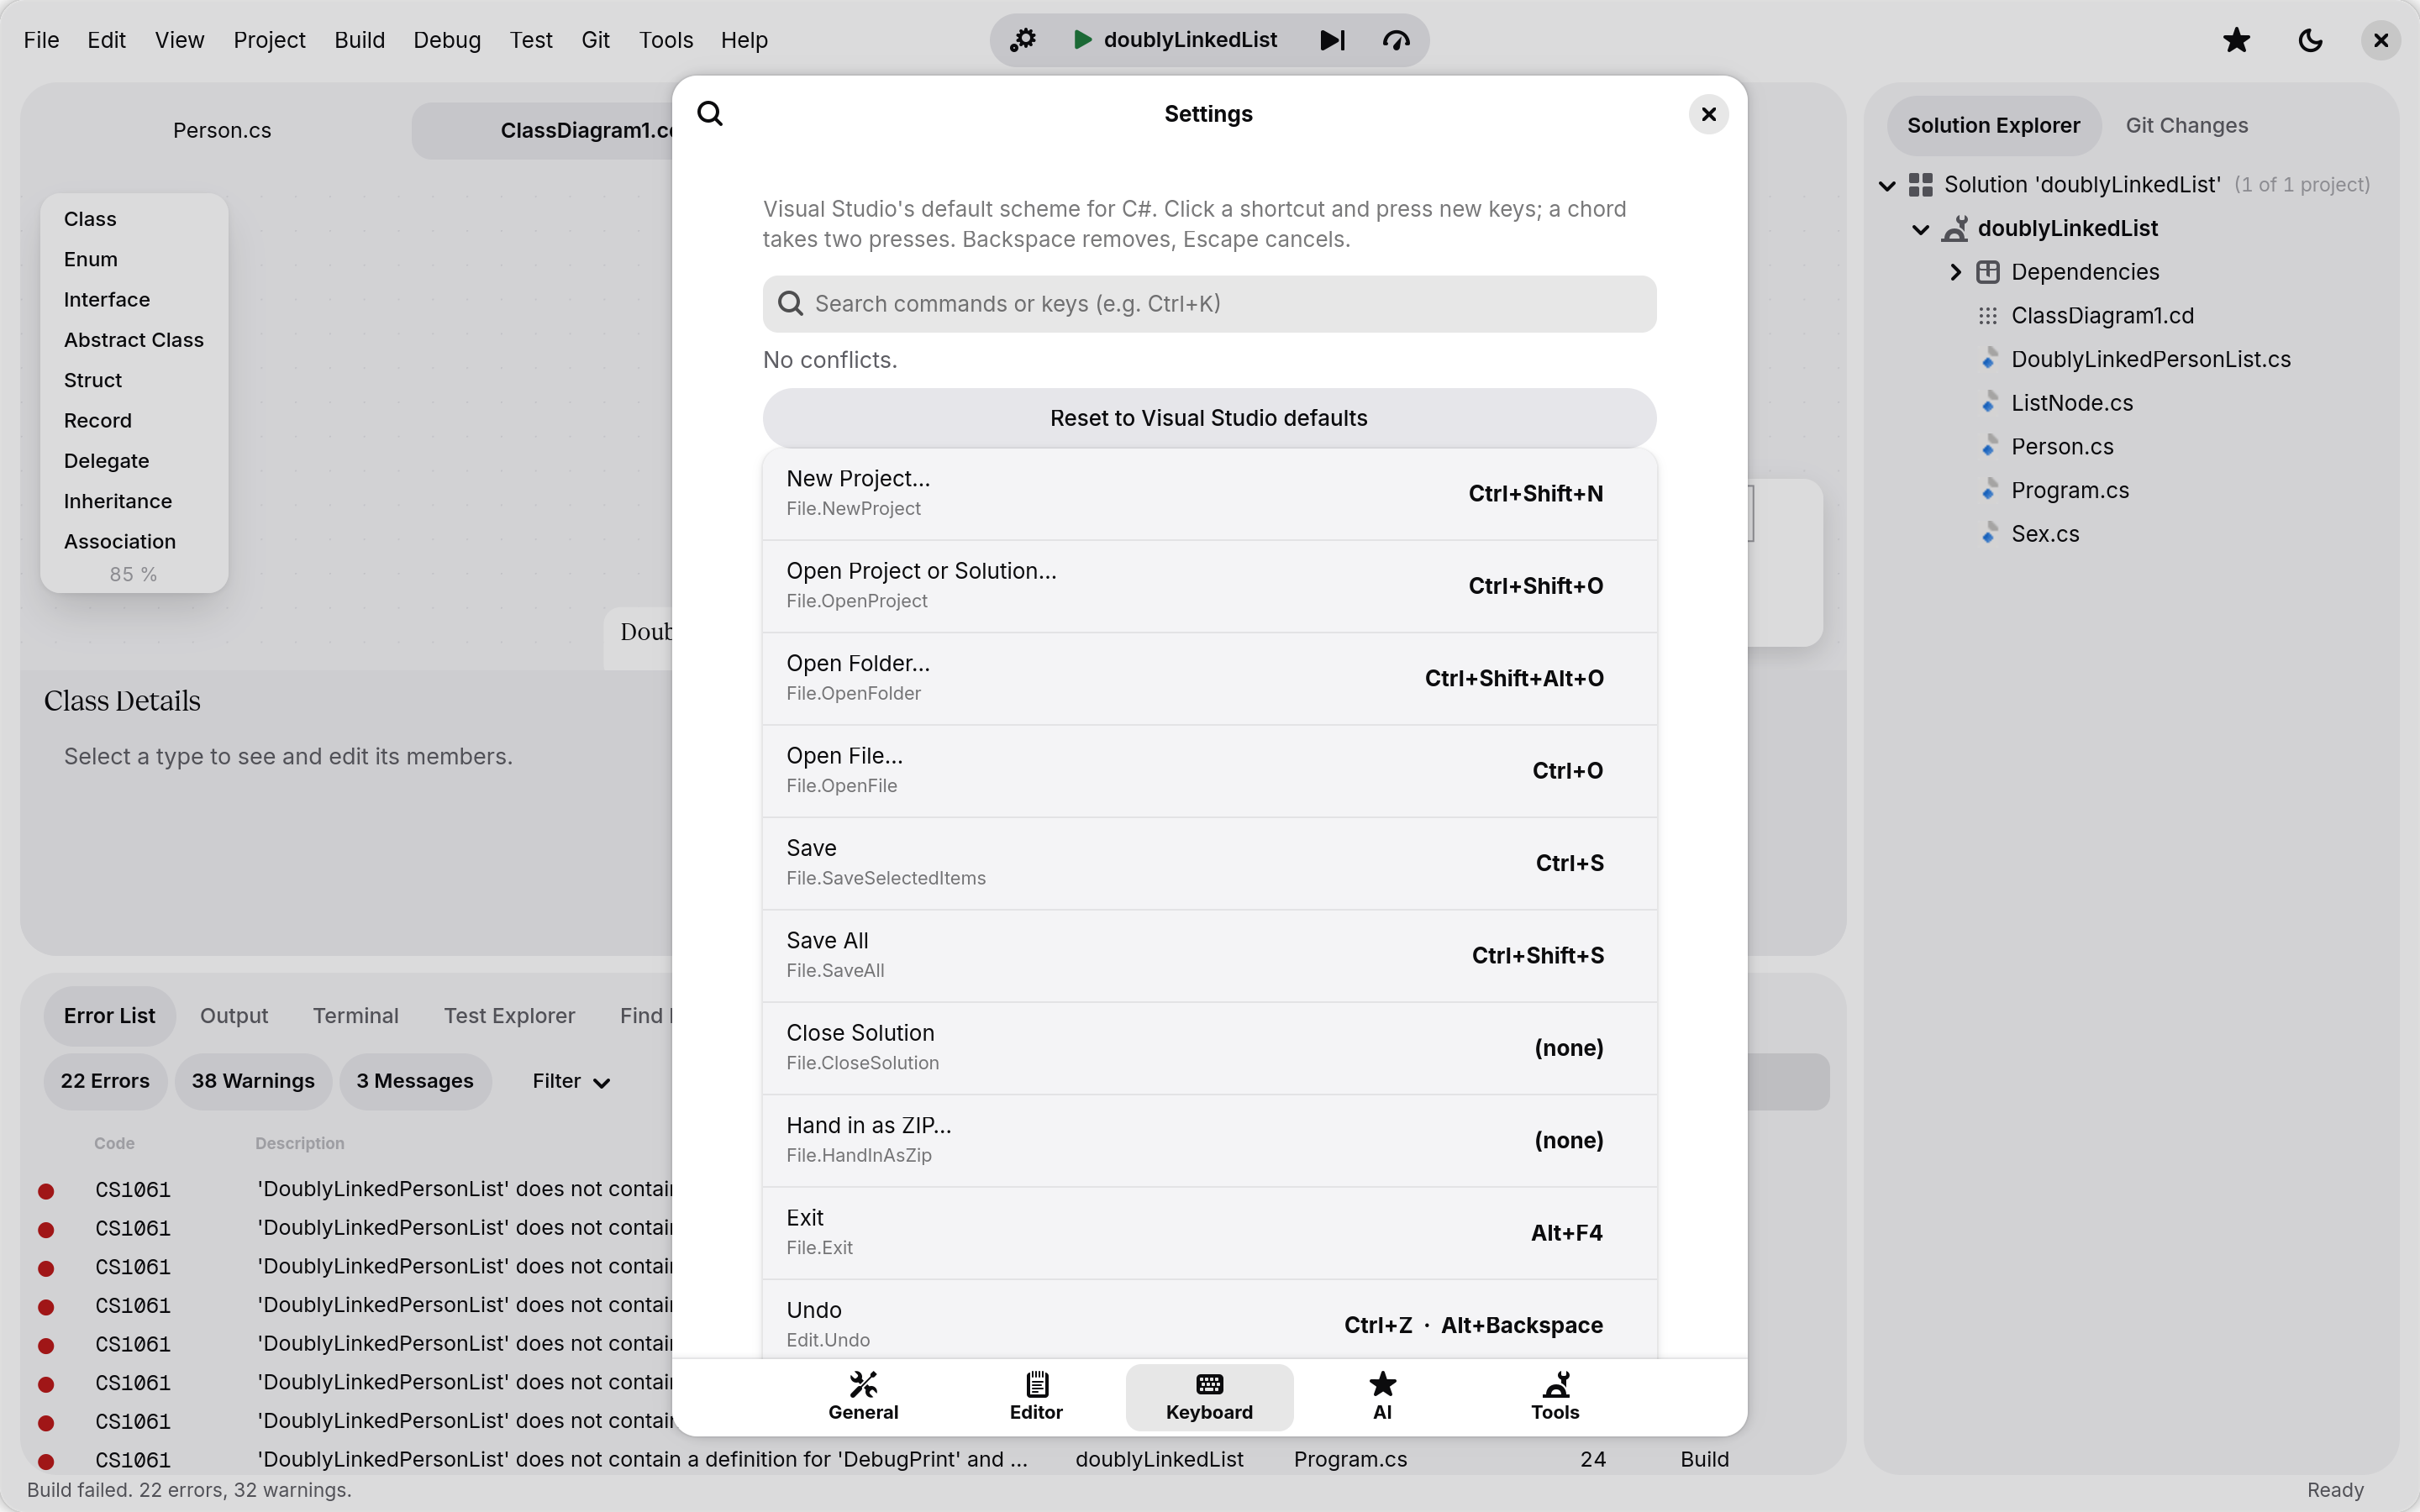 File Edit View Project Build Debug Test Git Tools Help
doublyLinkedList
Person.cs
ClassDiagram1.c
Class
Enum
Interface
Abstract Class
Struct
Record
Delegate
Inheritance
Association
85 %
Doub
Class Details
Select a type to see and edit its members.
Settings
Visual Studio's default scheme for C#. Click a shortcut and press new keys; a chord
takes two presses. Backspace removes, Escape cancels.
Search commands or keys (e.g. Ctrl+K)
No conflicts.
Reset to Visual Studio defaults
New Project... Ctrl+Shift+N
File.NewProject
Open Project or Solution... Ctrl+Shift+O
File.OpenProject
Open Folder... Ctrl+Shift+Alt+O
File.OpenFolder
Open File... Ctrl+O
File.OpenFile
Save Ctrl+S
File.SaveSelectedItems
Save All Ctrl+Shift+S
File.SaveAll
Close Solution (none)
File.CloseSolution
Hand in as ZIP... (none)
File.HandInAsZip
Exit Alt+F4
File.Exit
Undo Ctrl+Z · Alt+Backspace
Edit.Undo
General Editor Keyboard AI Tools
Solution Explorer Git Changes
Solution 'doublyLinkedList' (1 of 1 project)
doublyLinkedList
Dependencies
ClassDiagram1.cd
DoublyLinkedPersonList.cs
ListNode.cs
Person.cs
Program.cs
Sex.cs
Error List Output Terminal Test Explorer Find
22 Errors 38 Warnings 3 Messages Filter
Code Description
CS1061 'DoublyLinkedPersonList' does not contai
CS1061 'DoublyLinkedPersonList' does not contai
CS1061 'DoublyLinkedPersonList' does not contai
CS1061 'DoublyLinkedPersonList' does not contai
CS1061 'DoublyLinkedPersonList' does not contai
CS1061 'DoublyLinkedPersonList' does not contai
CS1061 'DoublyLinkedPersonList' does not contai
CS1061 'DoublyLinkedPersonList' does not contain a definition for 'DebugPrint' and ... doublyLinkedList Program.cs 24 Build
Build failed. 22 errors, 32 warnings. Ready